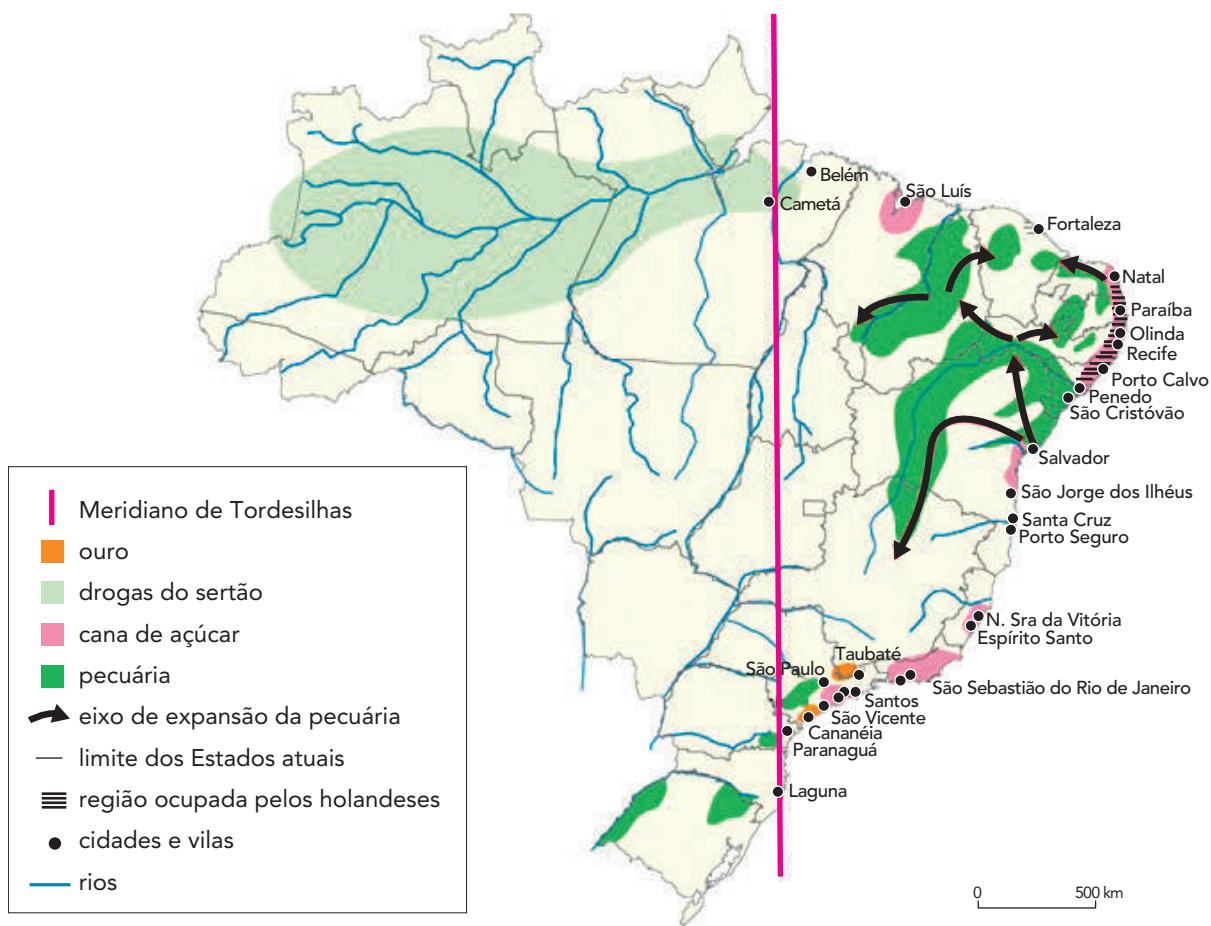 Belém
São Luís
Cametá
Fortaleza
Natal
Paraíba
Olinda
Recife
Porto Calvo
Penedo
São Cristóvão
Salvador
São Jorge dos Ilhéus
Santa Cruz
Porto Seguro
N. Sra da Vitória
Espírito Santo
Taubaté
São Paulo
São Sebastião do Rio de Janeiro
Santos
São Vicente
Cananéia
Paranaguá
Laguna
Meridiano de Tordesilhas
ouro
drogas do sertão
cana de açúcar
pecuária
eixo de expansão da pecuária
limite dos Estados atuais
região ocupada pelos holandeses
cidades e vilas
rios
0 500 km